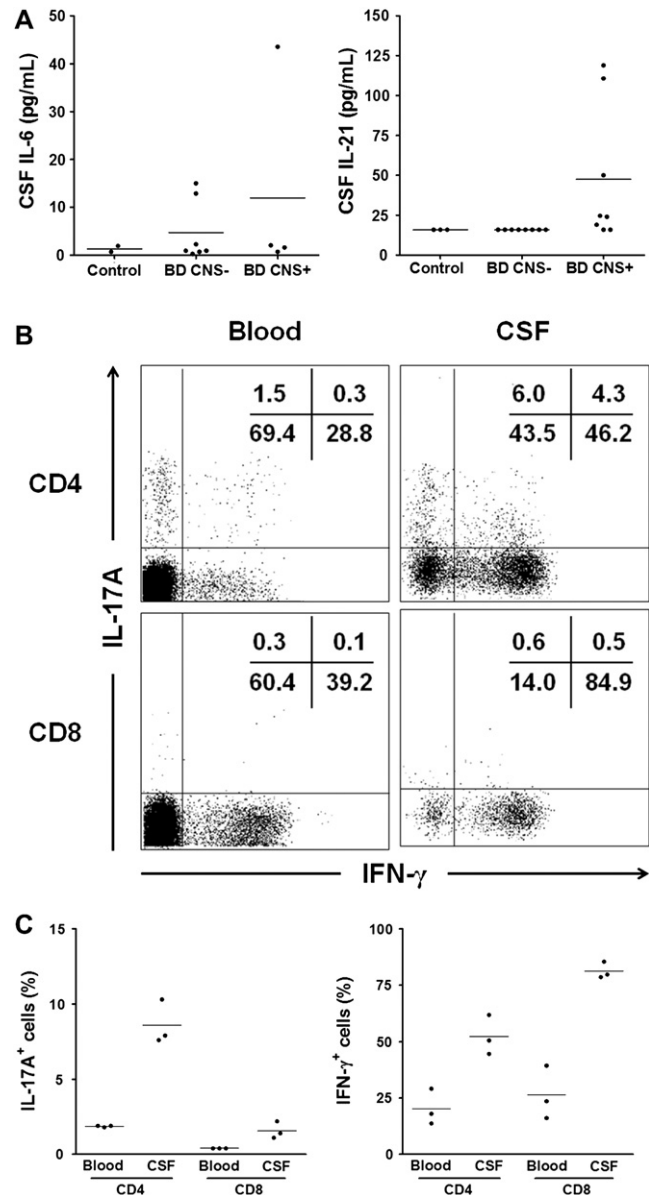 A
CSF IL-6 (pg/mL)
50
40
30
20
10
0
Control BD CNS- BD CNS+
CSF IL-21 (pg/mL)
150
125
100
75
50
25
0
Control BD CNS- BD CNS+
B
Blood CSF
IL-17A
CD4
1.5 0.3
69.4 28.8
6.0 4.3
43.5 46.2
CD8
0.3 0.1
60.4 39.2
0.6 0.5
14.0 84.9
IFN-γ
C
IL-17A+ cells (%)
15
10
5
0
Blood CSF Blood CSF
CD4 CD8
IFN-γ+ cells (%)
100
75
50
25
0
Blood CSF Blood CSF
CD4 CD8